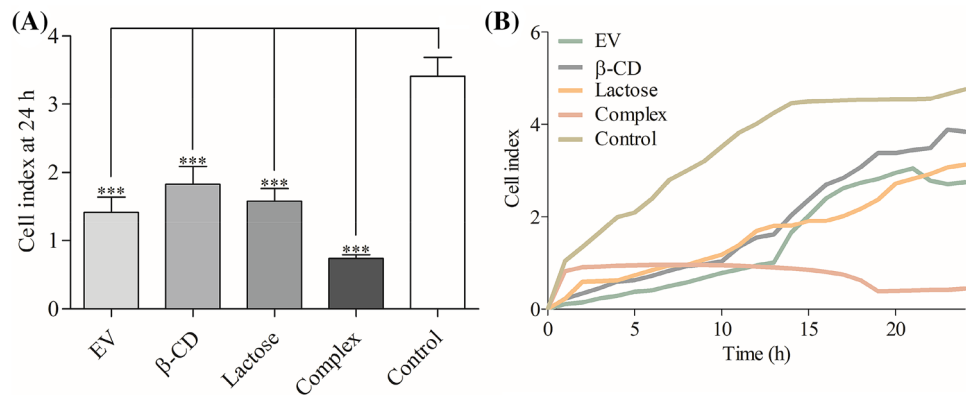 (A)
Cell index at 24 h
4
3
2
1
0
***
***
***
***
EV
β-CD
Lactose
Complex
Control
(B)
Cell index
6
4
2
0
EV
β-CD
Lactose
Complex
Control
0
5
10
15
20
Time (h)